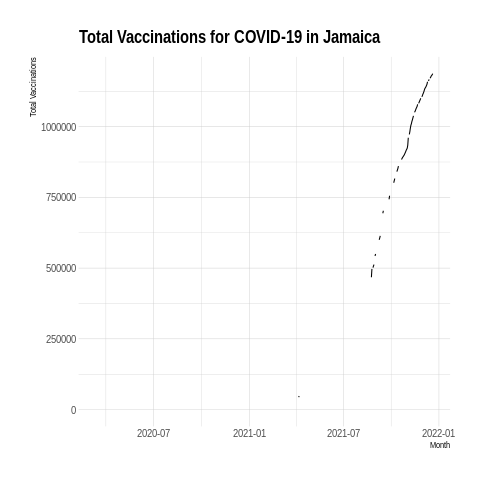 Total Vaccinations for COVID-19 in Jamaica
Total Vaccinations
1000000
750000
500000
250000
0
2020-07 2021-01 2021-07 2022-01
Month